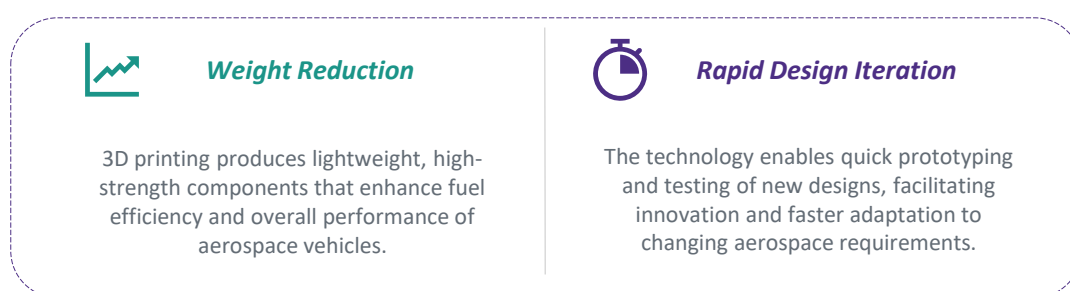 Weight Reduction
3D printing produces lightweight, high-
strength components that enhance fuel
efficiency and overall performance of
aerospace vehicles.
Rapid Design Iteration
The technology enables quick prototyping
and testing of new designs, facilitating
innovation and faster adaptation to
changing aerospace requirements.